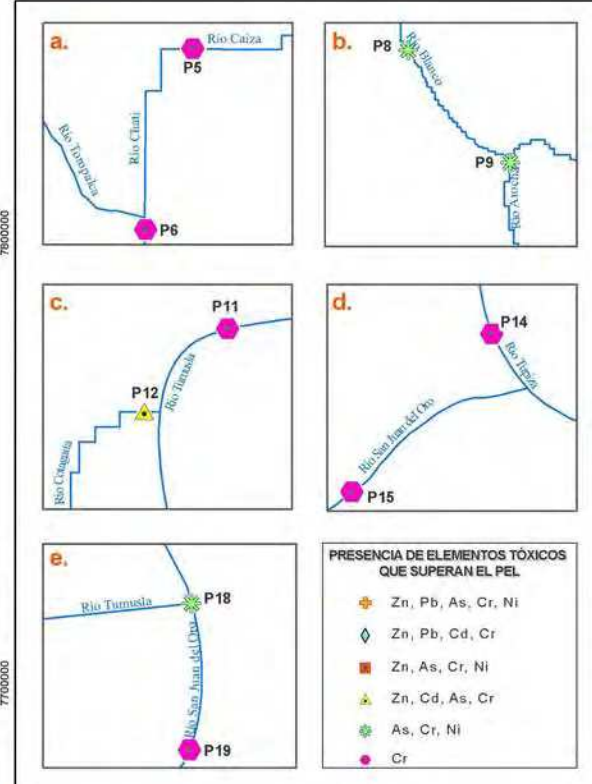 7800000
7700000
a.
Río Caiza
P5
Río Chati
Río Tompaka
P6
b.
P8
Río Blanco
P9
c.
P11
P12
Río Tumusla
Río Cotagaita
d.
P14
Río Tupiza
Río San Juan del Oro
P15
e.
Río Tumusla
P18
Río San Juan del Oro
P19
PRESENCIA DE ELEMENTOS TÓXICOS
QUE SUPERAN EL PEL
Zn, Pb, As, Cr, Ni
Zn, Pb, Cd, Cr
Zn, As, Cr, Ni
Zn, Cd, As, Cr
As, Cr, Ni
Cr